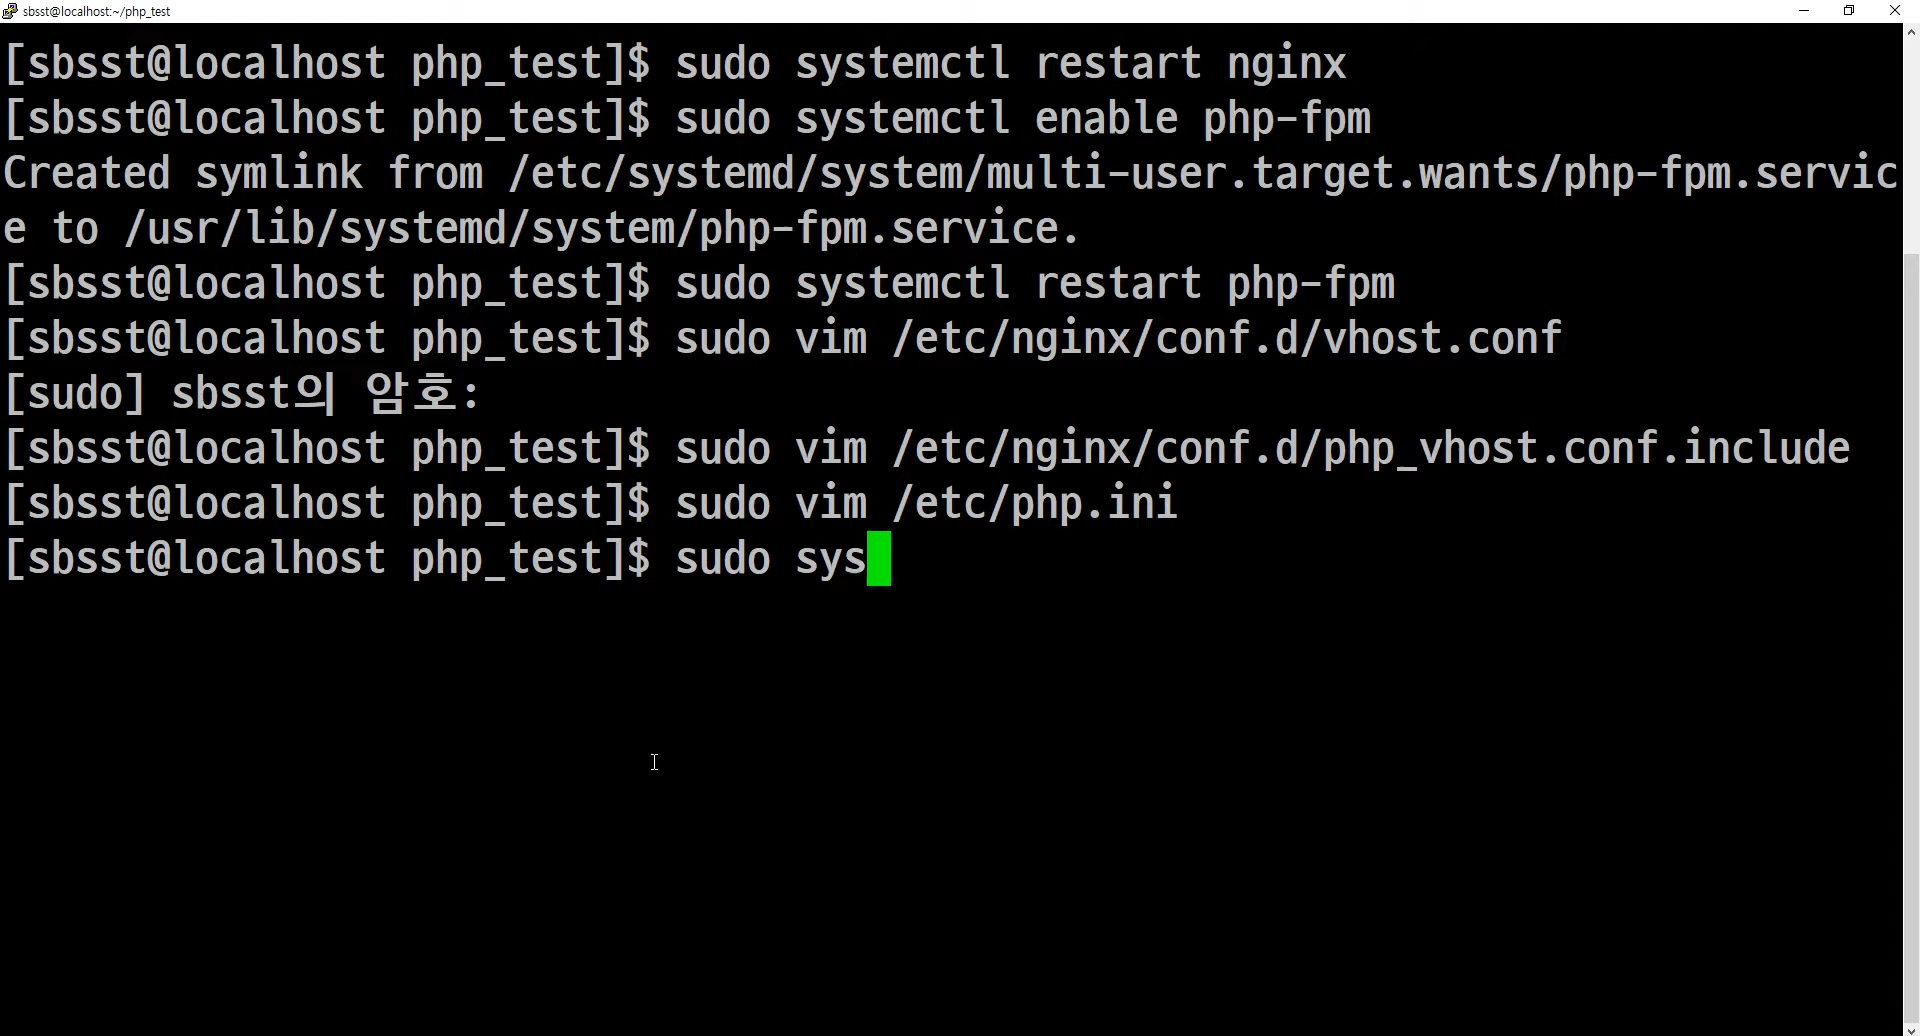 sbsst@localhost:~/php_test
[sbsst@localhost php_test]$ sudo systemctl restart nginx
[sbsst@localhost php_test]$ sudo systemctl enable php-fpm
Created symlink from /etc/systemd/system/multi-user.target.wants/php-fpm.servic
e to /usr/lib/systemd/system/php-fpm.service.
[sbsst@localhost php_test]$ sudo systemctl restart php-fpm
[sbsst@localhost php_test]$ sudo vim /etc/nginx/conf.d/vhost.conf
[sudo] sbsst의 암호:
[sbsst@localhost php_test]$ sudo vim /etc/nginx/conf.d/php_vhost.conf.include
[sbsst@localhost php_test]$ sudo vim /etc/php.ini
[sbsst@localhost php_test]$ sudo sys